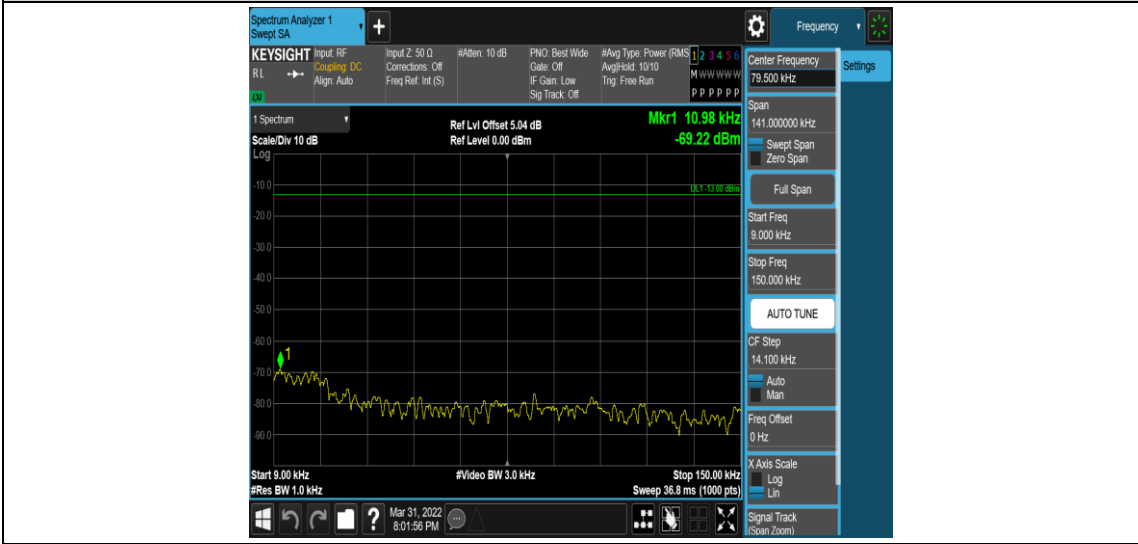 Spectrum Analyzer 1
Swept SA
+
Frequency
KEYSIGHT
RL
LXI
Input: RF
Coupling: DC
Align: Auto
Input Z: 50 Ω
Corrections: Off
Freq Ref: Int (S)
#Atten: 10 dB
PNO: Best Wide
Gate: Off
IF Gain: Low
Sig Track: Off
#Avg Type: Power (RMS
Avg|Hold: 10/10
Trig: Free Run
1 2 3 4 5 6
M W W W W W
P P P P P P
Center Frequency
79.500 kHz
Settings
Span
141.000000 kHz
Swept Span
Zero Span
Full Span
Start Freq
9.000 kHz
Stop Freq
150.000 kHz
AUTO TUNE
CF Step
14.100 kHz
Auto
Man
Freq Offset
0 Hz
X Axis Scale
Log
Lin
Signal Track
(Span Zoom)
1 Spectrum
Scale/Div 10 dB
Log
Ref Lvl Offset 5.04 dB
Ref Level 0.00 dBm
Mkr1 10.98 kHz
-69.22 dBm
DL1 -13.00 dBm
-10.0
-20.0
-30.0
-40.0
-50.0
-60.0
-70.0
-80.0
-90.0
1
Start 9.00 kHz
#Res BW 1.0 kHz
#Video BW 3.0 kHz
Stop 150.00 kHz
Sweep 36.8 ms (1000 pts)
?
Mar 31, 2022
8:01:56 PM